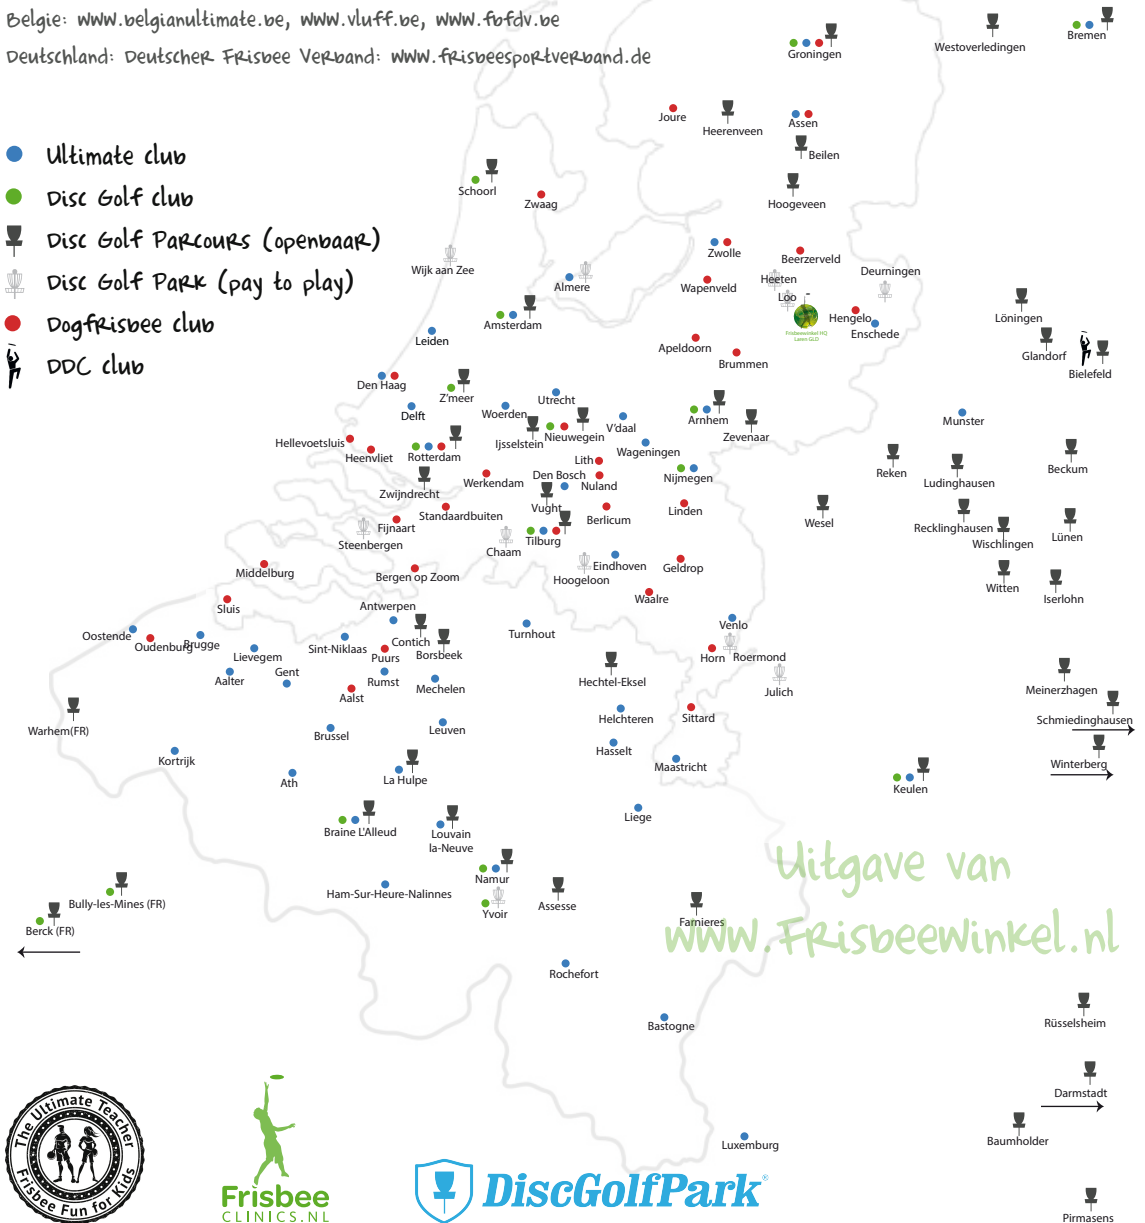 Belgie: www.belgianultimate.be, www.vluff.be, www.fbfdv.be
Deutschland: Deutscher Frisbee Verband: www.frisbeesportverband.de
Ultimate club
Disc Golf club
Disc Golf Parcours (openbaar)
Disc Golf Park (pay to play)
Dogfrisbee club
DDC club
Groningen
Westoverledingen
Bremen
Joure
Heerenveen
Assen
Beilen
Schoorl
Zwaag
Hoogeveen
Wijk aan Zee
Almere
Zwolle
Beerzerveld
Wapenveld
Heeten
Deurningen
Loo
Frisbeewinkel HQ
Laren GLD
Hengelo
Enschede
Löningen
Glandorf
Bielefeld
Amsterdam
Leiden
Apeldoorn
Brummen
Den Haag
Z'meer
Delft
Woerden
Utrecht
V'daal
Arnhem
Zevenaar
Munster
Hellevoetsluis
Heenvliet
Rotterdam
Ijsselstein
Nieuwegein
Wageningen
Lith
Den Bosch
Nuland
Nijmegen
Reken
Ludinghausen
Beckum
Zwijndrecht
Werkendam
Vught
Berlicum
Linden
Wesel
Recklinghausen
Wischlingen
Lünen
Standaardbuiten
Fijnaart
Steenbergen
Chaam
Tilburg
Hoogeloon
Eindhoven
Geldrop
Witten
Iserlohn
Middelburg
Bergen op Zoom
Waalre
Sluis
Antwerpen
Oostende
Oudenburg
Brugge
Lievegem
Sint-Niklaas
Contich
Borsbeek
Turnhout
Venlo
Puurs
Horn
Roermond
Aalter
Gent
Rumst
Mechelen
Hechtel-Eksel
Julich
Meinerzhagen
Aalst
Warhem(FR)
Brussel
Leuven
Helchteren
Sittard
Schmiedinghausen
Kortrijk
Ath
La Hulpe
Hasselt
Maastricht
Winterberg
Keulen
Braine L'Alleud
Louvain
la-Neuve
Liege
Uitgave van
www.Frisbeewinkel.nl
Namur
Ham-Sur-Heure-Nalinnes
Yvoir
Assesse
Farnieres
Bully-les-Mines (FR)
Berck (FR)
Rochefort
Bastogne
Rüsselsheim
Darmstadt
Baumholder
Luxemburg
Pirmasens
The Ultimate Teacher
Frisbee Fun for Kids
Frisbee
CLINICS.NL
DiscGolfPark®